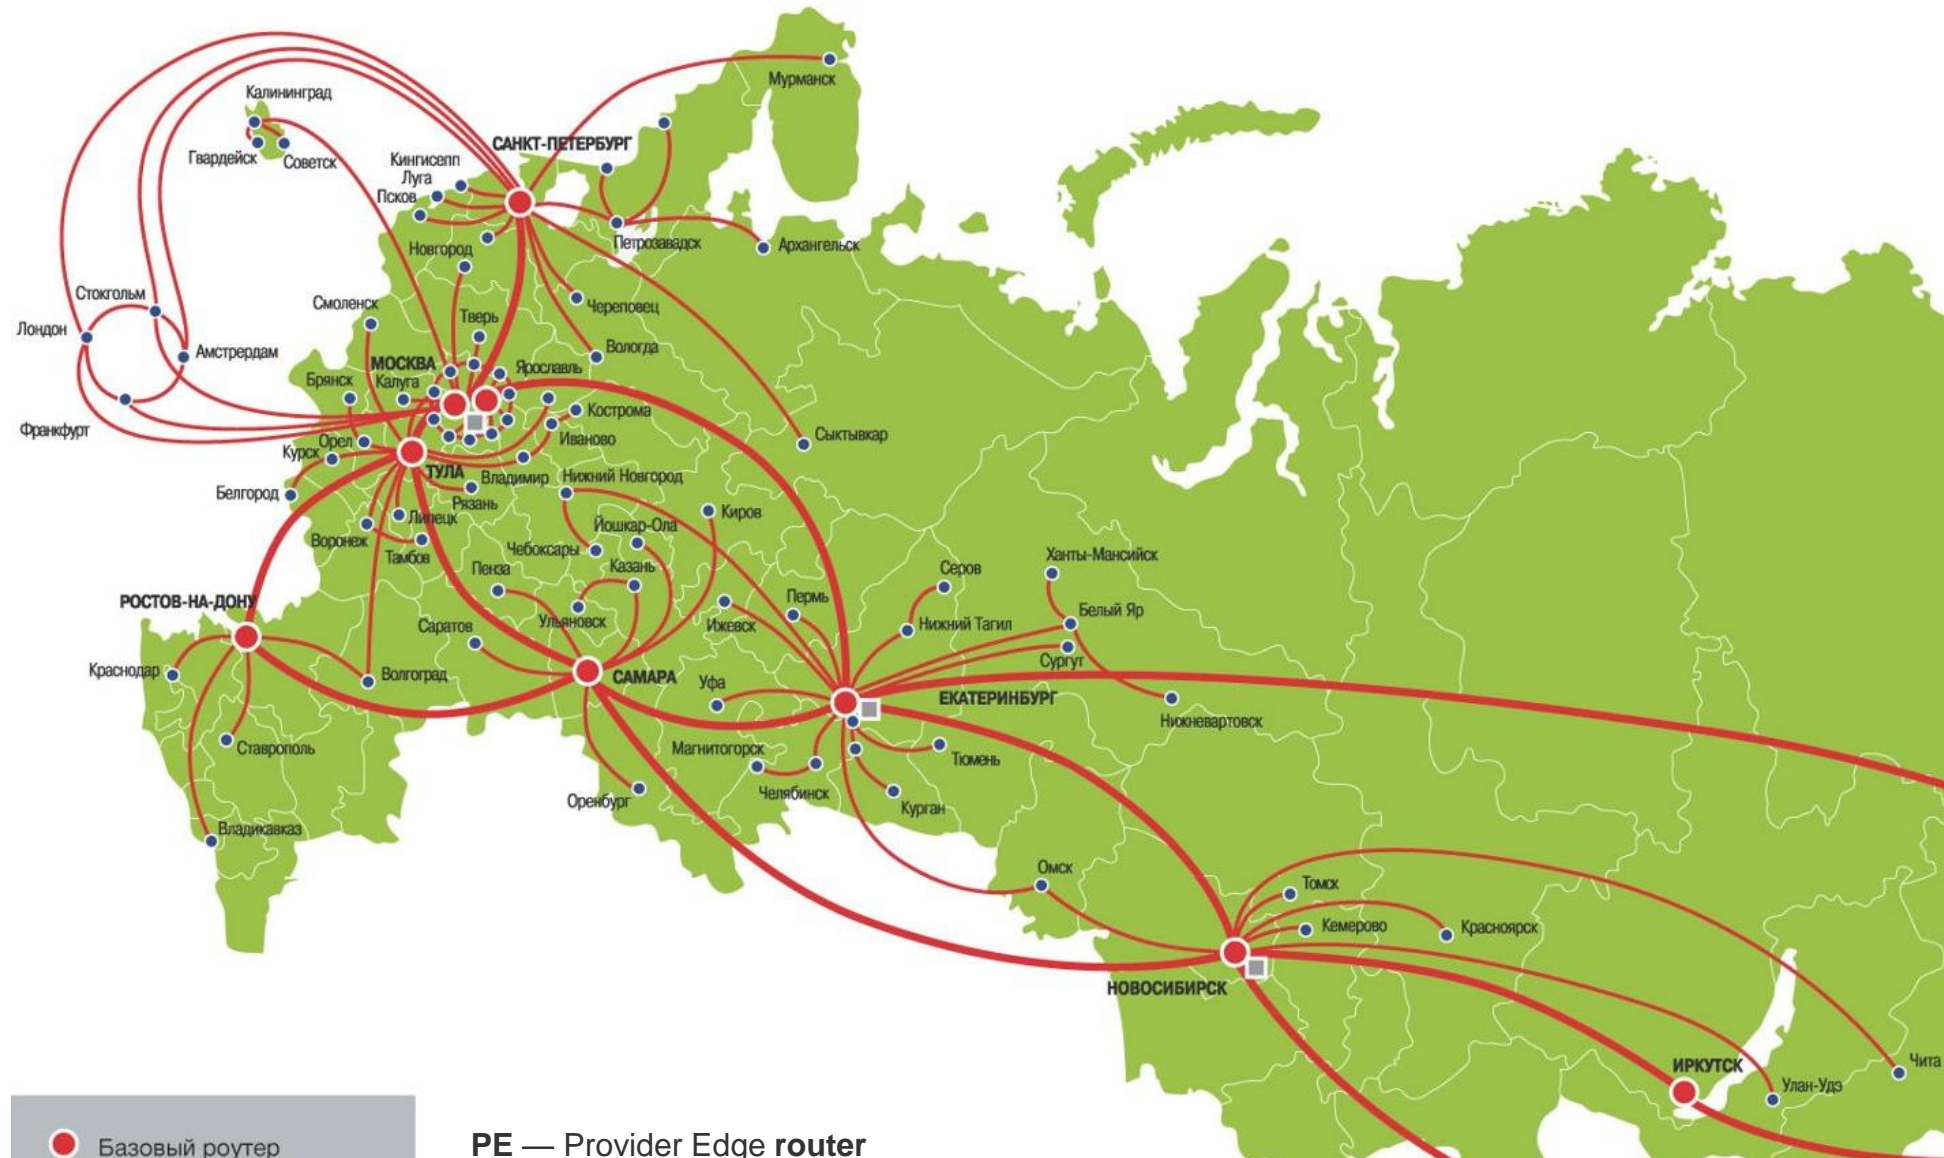 Мурманск
Калининград
САНКТ-ПЕТЕРБУРГ
Гвардейск
Советск
Кингисепп
Луга
Псков
Новгород
Петрозавадск
Архангельск
Стокгольм
Смоленск
Череповец
Тверь
Лондон
Амстрердам
Вологда
МОСКВА
Ярославль
Брянск
Калуга
Кострома
Франкфурт
Орел
Иваново
Сыктывкар
Курск
ТУЛА
Владимир
Нижний Новгород
Белгород
Рязань
Липецк
Киров
Йошкар-Ола
Воронеж
Тамбов
Чебоксары
Ханты-Мансийск
Пенза
Казань
Серов
РОСТОВ-НА-ДОНУ
Пермь
Белый Яр
Саратов
Ульяновск
Ижевск
Нижний Тагил
Сургут
Краснодар
Волгоград
САМАРА
Уфа
ЕКАТЕРИНБУРГ
Нижневартовск
Ставрополь
Магнитогорск
Тюмень
Оренбург
Челябинск
Курган
Владикавказ
Омск
Томск
Кемерово
Красноярск
НОВОСИБИРСК
ИРКУТСК
Чита
Улан-Удэ
Базовый роутер
PE — Provider Edge router